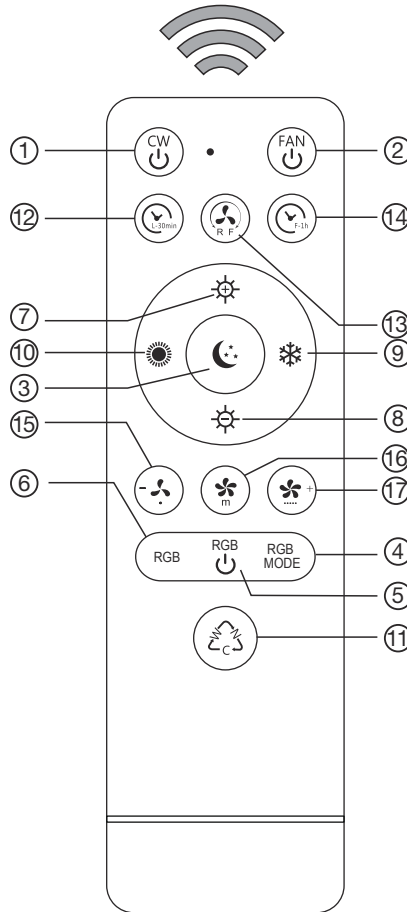 ① CW FAN ②
⑫ L-30min R F F-1h ⑭
⑦ ⑬
⑩ ⑨
③
⑧
⑮ - m + ⑯
⑰
⑥ RGB RGB RGB MODE ④
⑤
W N C ⑪